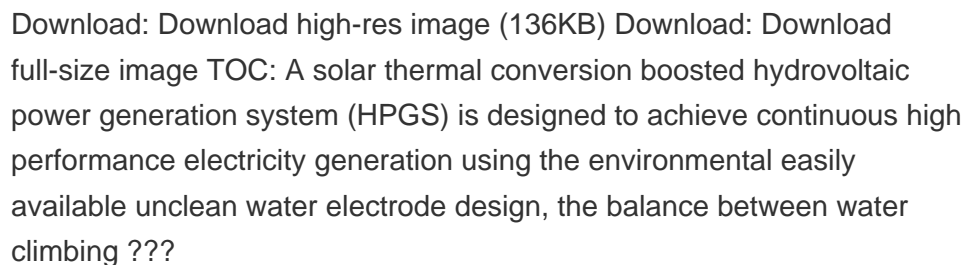 Download: Download high-res image (136KB) Download: Download
full-size image TOC: A solar thermal conversion boosted hydrovoltaic
power generation system (HPGS) is designed to achieve continuous high
performance electricity generation using the environmental easily
available unclean water electrode design, the balance between water
climbing ???